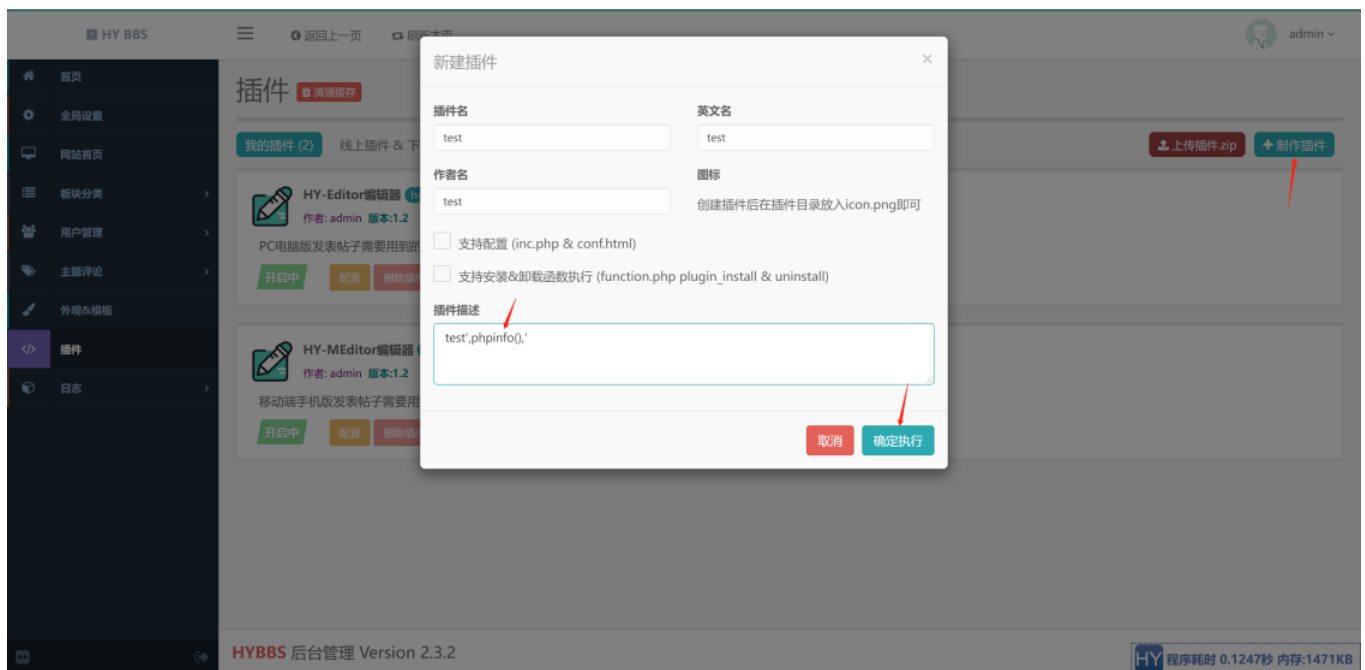 HY BBS
返回上一页 刷新本页
admin
首页
全局设置
网站首页
板块分类
用户管理
主题评论
外观&模板
插件
日志
插件 清理缓存
我的插件 (2) 线上插件 & 下
上传插件.zip
制作插件
HY-Editor编辑器
作者: admin 版本:1.2
PC电脑版发表帖子需要用到的
开启中 配置 删除插件
HY-MEditor编辑器
作者: admin 版本:1.2
移动端手机版发表帖子需要用
开启中 配置 删除插件
新建插件
×
插件名 英文名
test test
作者名 图标
test 创建插件后在插件目录放入icon.png即可
支持配置 (inc.php & conf.html)
支持安装&卸载函数执行 (function.php plugin_install & uninstall)
插件描述
test',phpinfo(),'
取消 确定执行
HYBBS 后台管理 Version 2.3.2
HY 程序耗时 0.1247秒 内存:1471KB